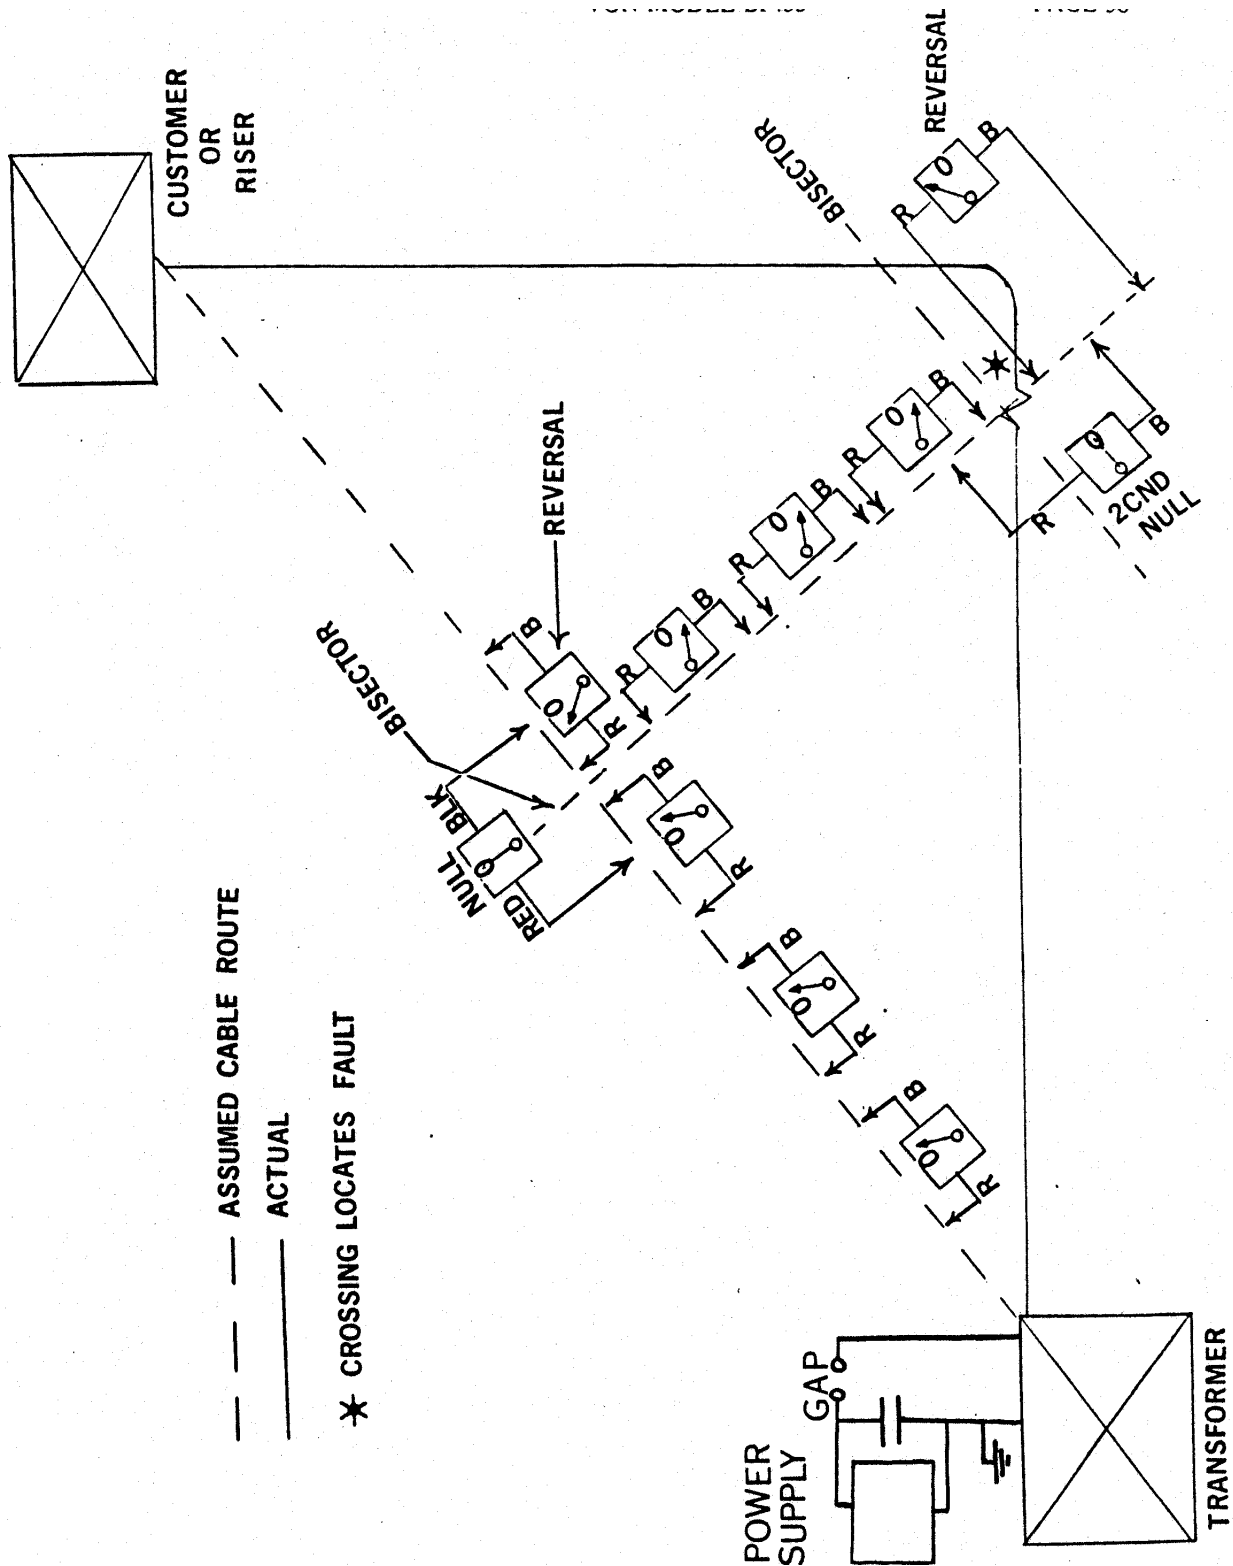 REVERSAL
CUSTOMER
OR
RISER
BISECTOR
R
O
B
REVERSAL
B
O
R
BISECTOR
NULL
BLK
O
RED
R
O
B
R
O
B
R
O
B
R
O
B
2CND
NULL
B
O
R
B
O
R
B
O
R
— — — ASSUMED CABLE ROUTE
——— ACTUAL
* CROSSING LOCATES FAULT
POWER
SUPPLY
GAP
TRANSFORMER